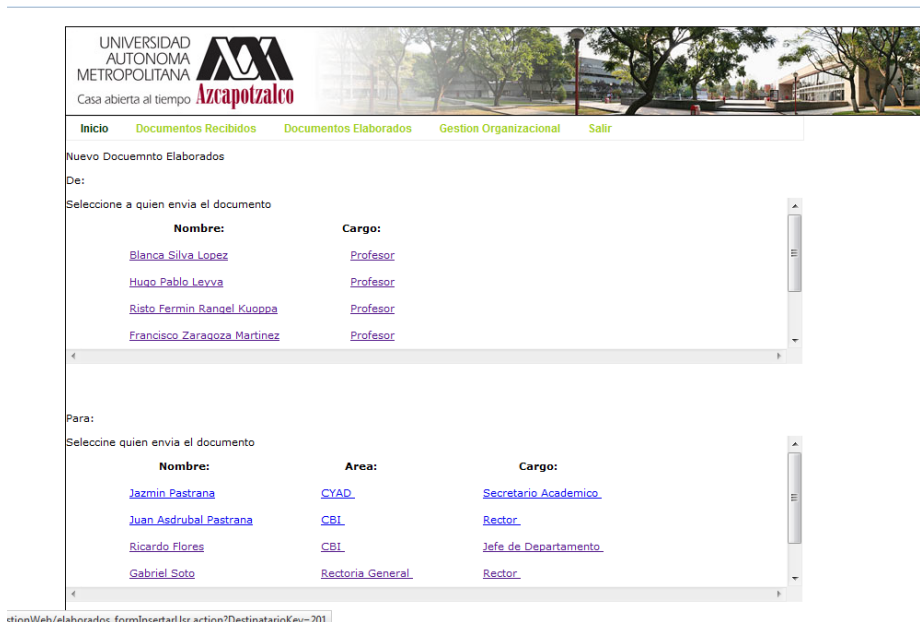 UNIVERSIDAD
AUTONOMA
METROPOLITANA
Casa abierta al tiempo Azcapotzalco
Inicio Documentos Recibidos Documentos Elaborados Gestion Organizacional Salir
Nuevo Docuemnto Elaborados
De:
Seleccione a quien envia el documento
Nombre: Cargo:
Blanca Silva Lopez Profesor
Hugo Pablo Leyva Profesor
Risto Fermin Rangel Kuoppa Profesor
Francisco Zaragoza Martinez Profesor
Para:
Seleccine quien envia el documento
Nombre: Area: Cargo:
Jazmin Pastrana CYAD Secretario Academico
Juan Asdrubal Pastrana CBI Rector
Ricardo Flores CBI Jefe de Departamento
Gabriel Soto Rectoria General Rector
stionWeb/elaborados_formInsertarUsr.action?DestinatarioKey=201